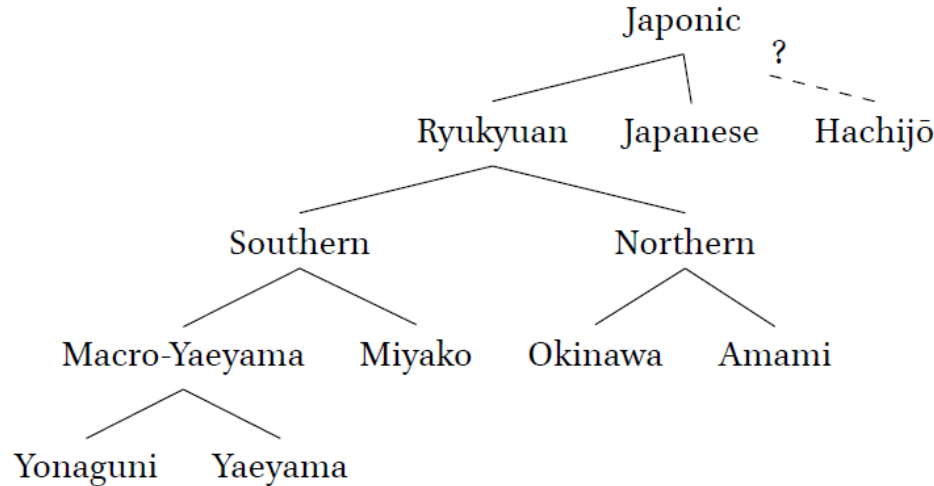 Japonic
?
Ryukyuan Japanese Hachijō
Southern Northern
Macro-Yaeyama Miyako Okinawa Amami
Yonaguni Yaeyama